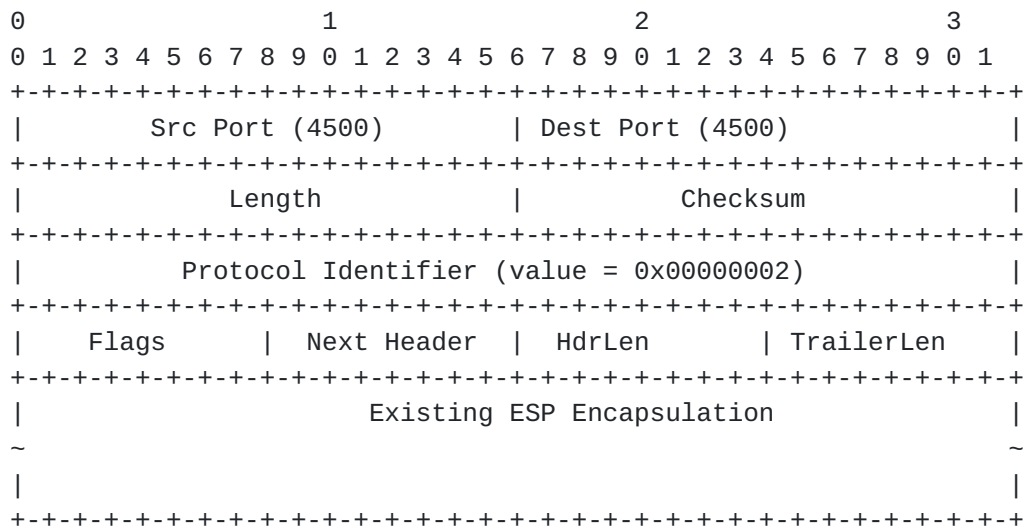 0                   1                   2                   3
0 1 2 3 4 5 6 7 8 9 0 1 2 3 4 5 6 7 8 9 0 1 2 3 4 5 6 7 8 9 0 1
+-+-+-+-+-+-+-+-+-+-+-+-+-+-+-+-+-+-+-+-+-+-+-+-+-+-+-+-+-+-+-+-+
|        Src Port (4500)        | Dest Port (4500)              |
+-+-+-+-+-+-+-+-+-+-+-+-+-+-+-+-+-+-+-+-+-+-+-+-+-+-+-+-+-+-+-+-+
|             Length            |          Checksum             |
+-+-+-+-+-+-+-+-+-+-+-+-+-+-+-+-+-+-+-+-+-+-+-+-+-+-+-+-+-+-+-+-+
|          Protocol Identifier (value = 0x00000002)             |
+-+-+-+-+-+-+-+-+-+-+-+-+-+-+-+-+-+-+-+-+-+-+-+-+-+-+-+-+-+-+-+-+
|    Flags      |  Next Header  |  HdrLen       | TrailerLen    |
+-+-+-+-+-+-+-+-+-+-+-+-+-+-+-+-+-+-+-+-+-+-+-+-+-+-+-+-+-+-+-+-+
|                      Existing ESP Encapsulation               |
~                                                               ~
|                                                               |
+-+-+-+-+-+-+-+-+-+-+-+-+-+-+-+-+-+-+-+-+-+-+-+-+-+-+-+-+-+-+-+-+